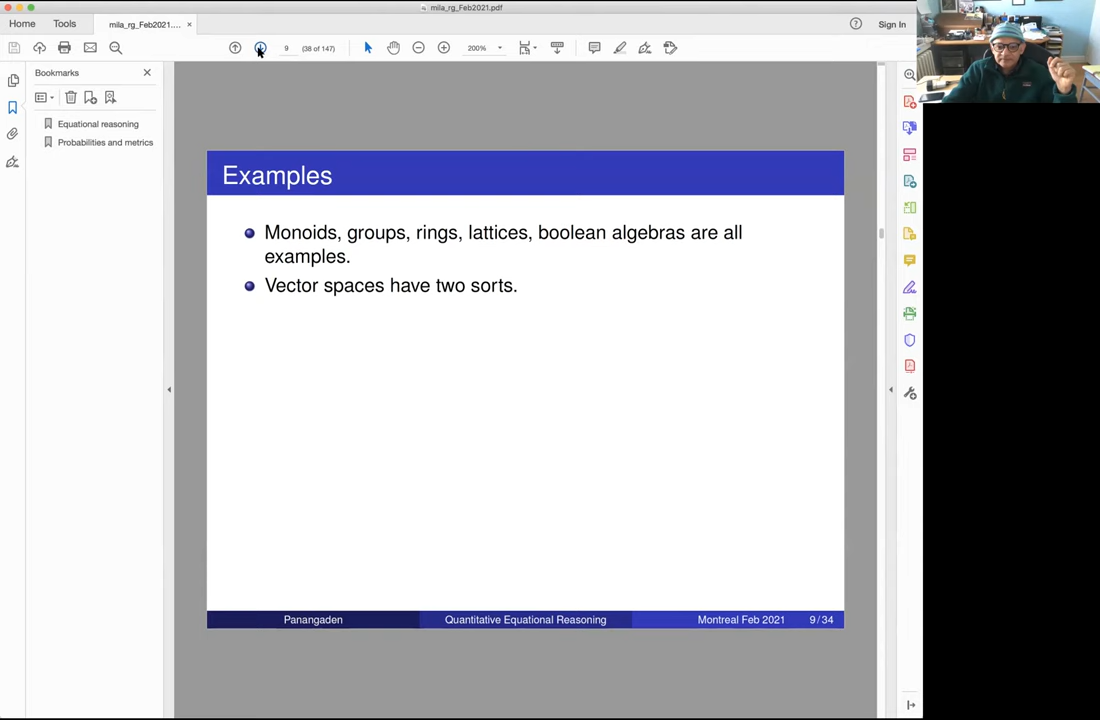 mila_rg_Feb2021.pdf
Home
Tools
mila_rg_Feb2021....
Sign In
9
(38 of 147)
200%
Bookmarks
Equational reasoning
Probabilities and metrics
Examples
Monoids, groups, rings, lattices, boolean algebras are all
examples.
Vector spaces have two sorts.
Panangaden
Quantitative Equational Reasoning
Montreal Feb 2021
9 / 34